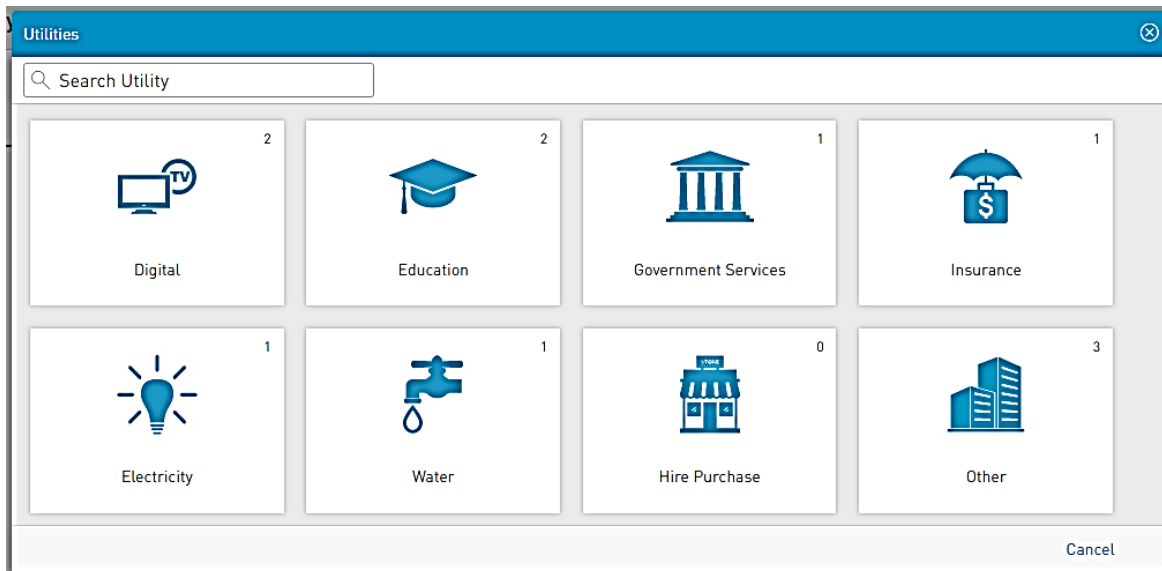 Utilities
Search Utility
2
TV
Digital
2
Education
1
Government Services
1
$
Insurance
1
Electricity
1
Water
0
STORE
Hire Purchase
3
Other
Cancel